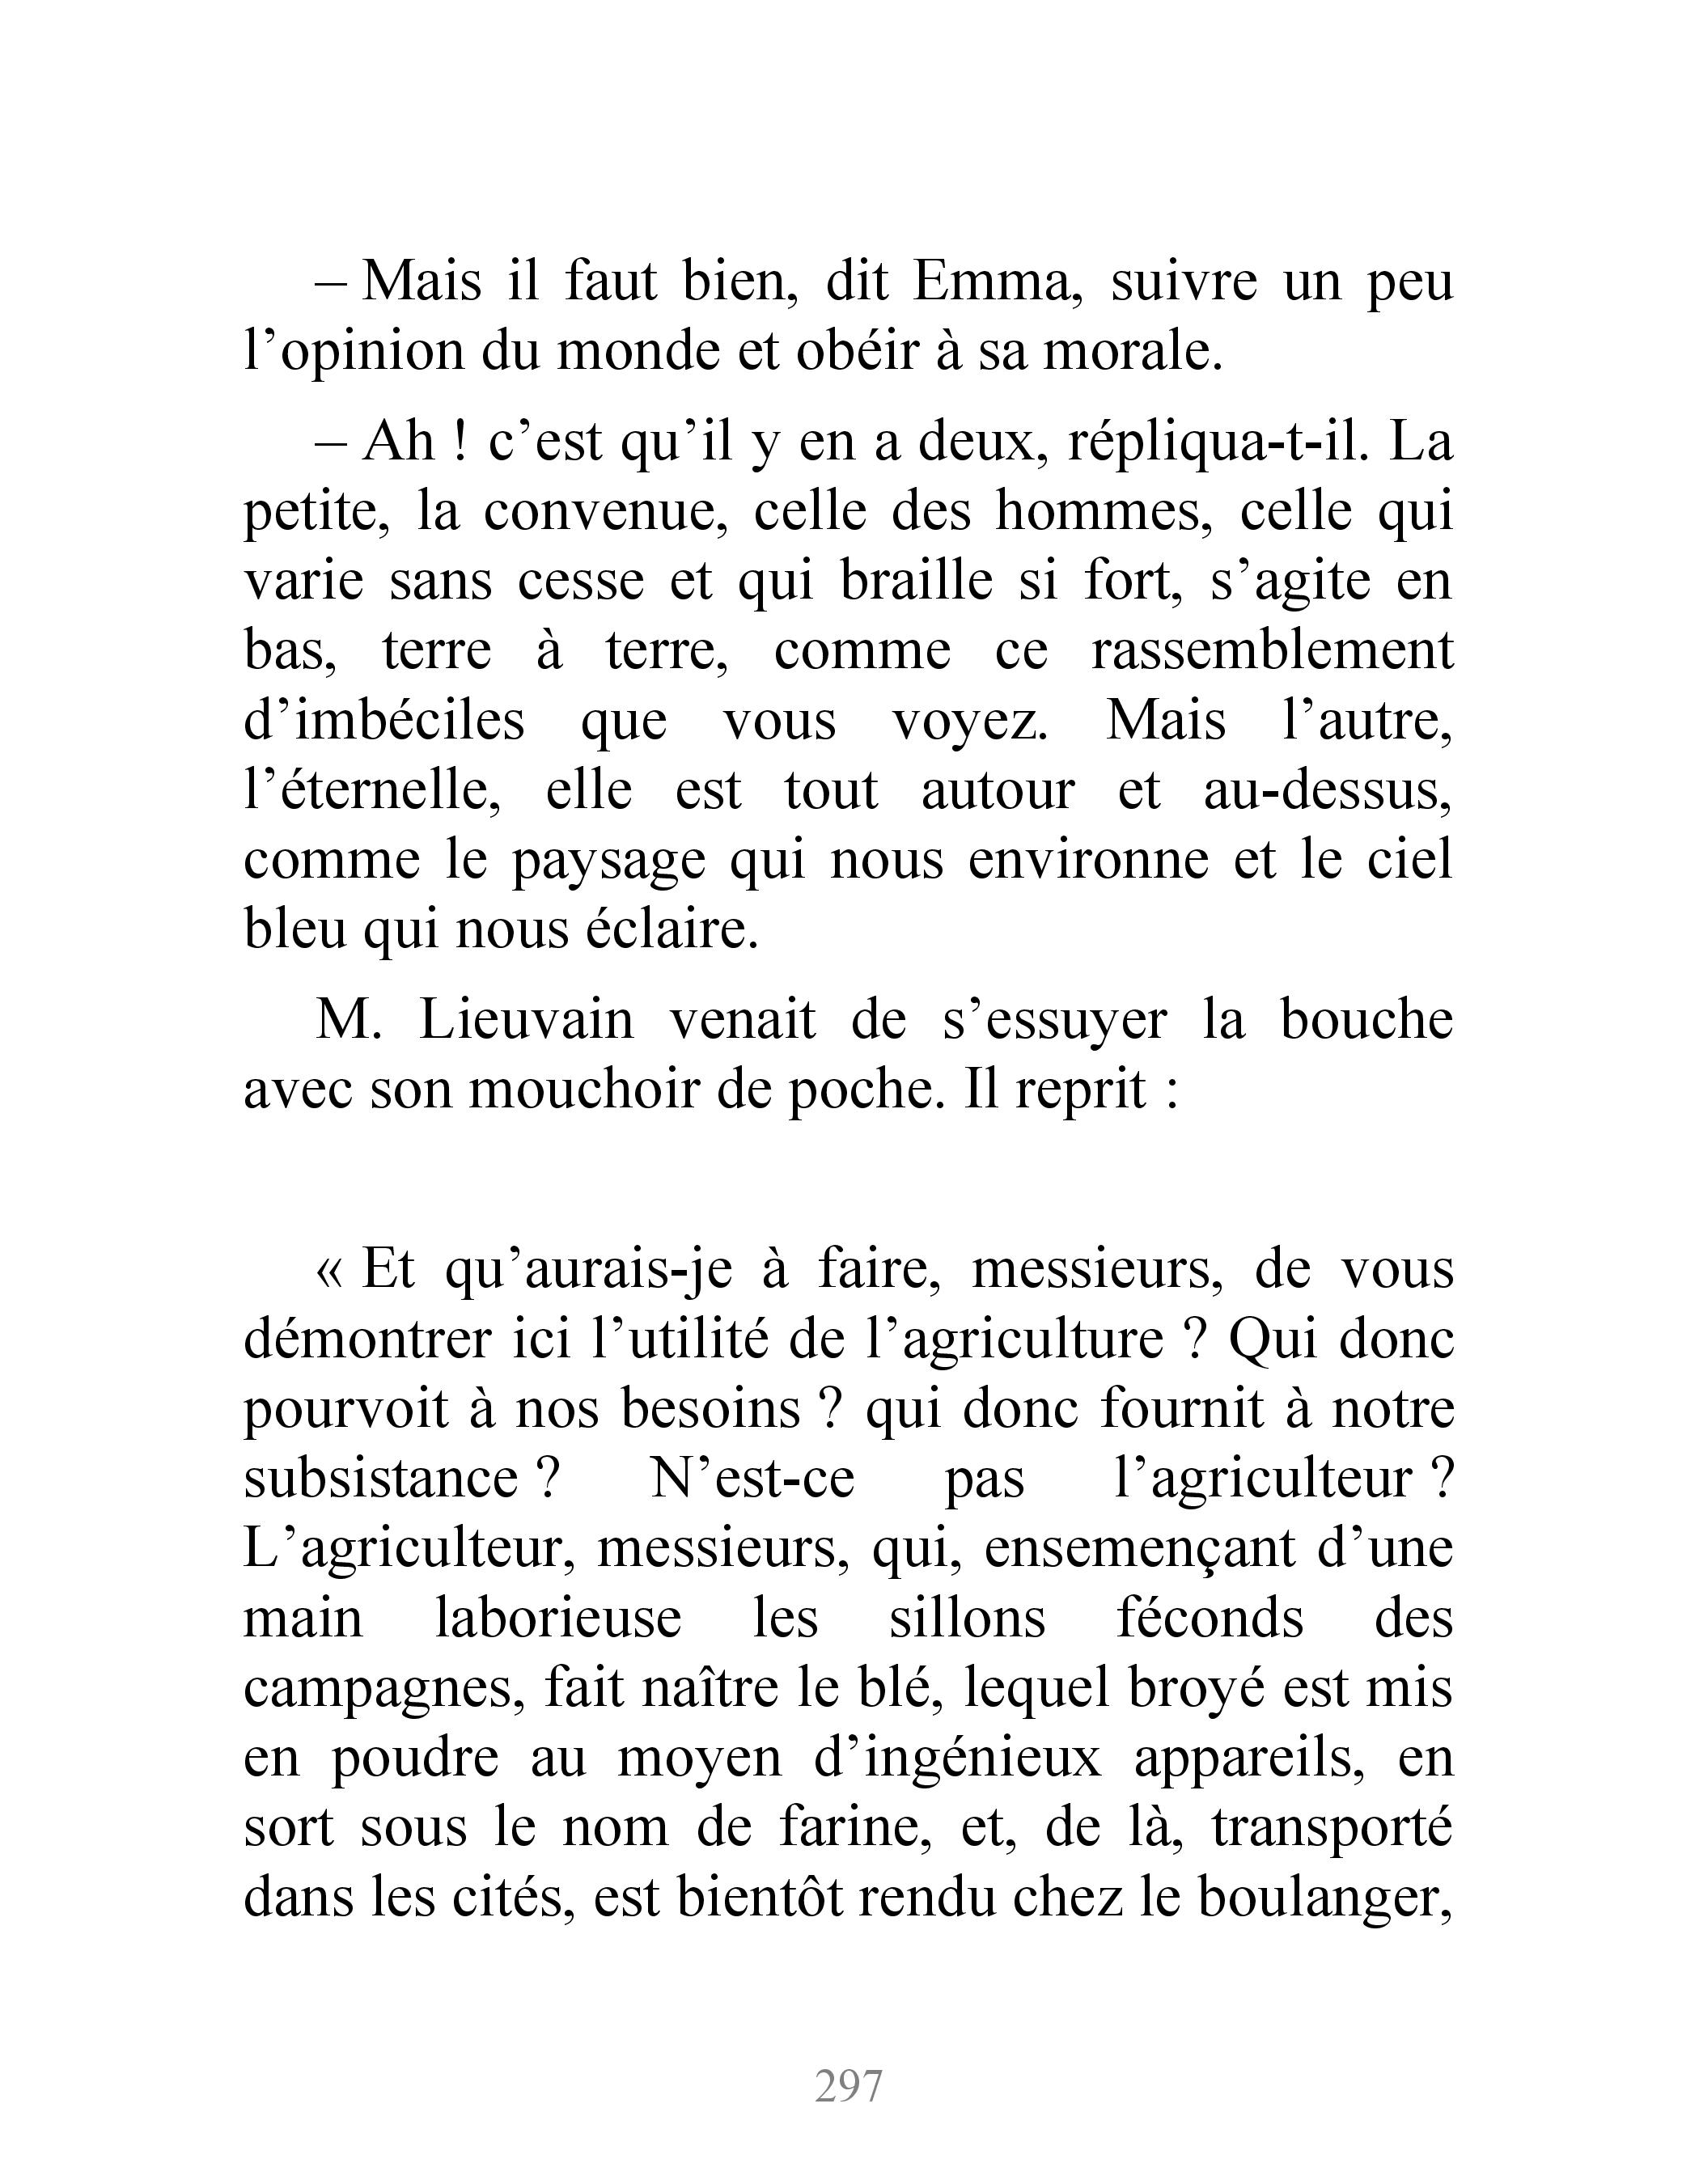 – Mais il faut bien, dit Emma, suivre un peu
l’opinion du monde et obéir à sa morale.
– Ah ! c’est qu’il y en a deux, répliqua-t-il. La
petite, la convenue, celle des hommes, celle qui
varie sans cesse et qui braille si fort, s’agite en
bas, terre à terre, comme ce rassemblement
d’imbéciles que vous voyez. Mais l’autre,
l’éternelle, elle est tout autour et au-dessus,
comme le paysage qui nous environne et le ciel
bleu qui nous éclaire.
M. Lieuvain venait de s’essuyer la bouche
avec son mouchoir de poche. Il reprit :
« Et qu’aurais-je à faire, messieurs, de vous
démontrer ici l’utilité de l’agriculture ? Qui donc
pourvoit à nos besoins ? qui donc fournit à notre
subsistance ? N’est-ce pas l’agriculteur ?
L’agriculteur, messieurs, qui, ensemençant d’une
main laborieuse les sillons féconds des
campagnes, fait naître le blé, lequel broyé est mis
en poudre au moyen d’ingénieux appareils, en
sort sous le nom de farine, et, de là, transporté
dans les cités, est bientôt rendu chez le boulanger,
297